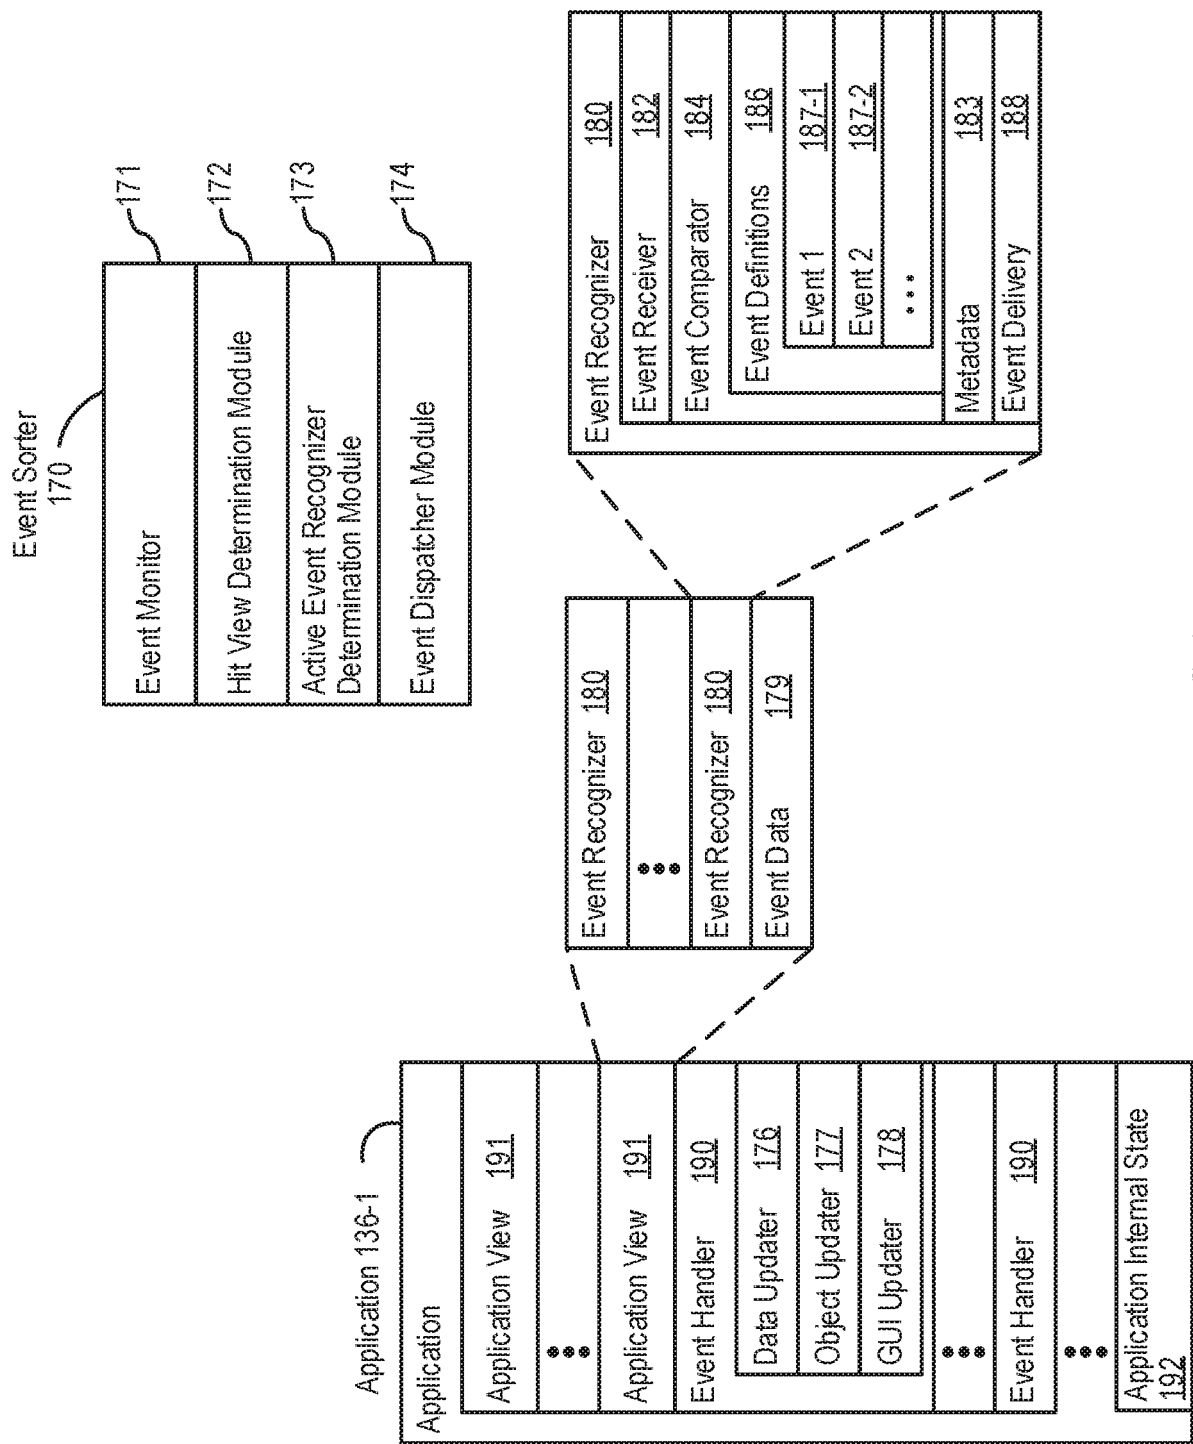 Event Sorter
170
Event Monitor
171
Hit View Determination Module
172
Active Event Recognizer
Determination Module
173
Event Dispatcher Module
174
Application 136-1
Application
Application View 191
Application View 191
Event Handler 190
Data Updater 176
Object Updater 177
GUI Updater 178
Event Handler 190
Application Internal State
192
Event Recognizer 180
Event Recognizer 180
Event Data 179
Event Recognizer 180
Event Receiver 182
Event Comparator 184
Event Definitions 186
Event 1 187-1
Event 2 187-2
Metadata 183
Event Delivery 188